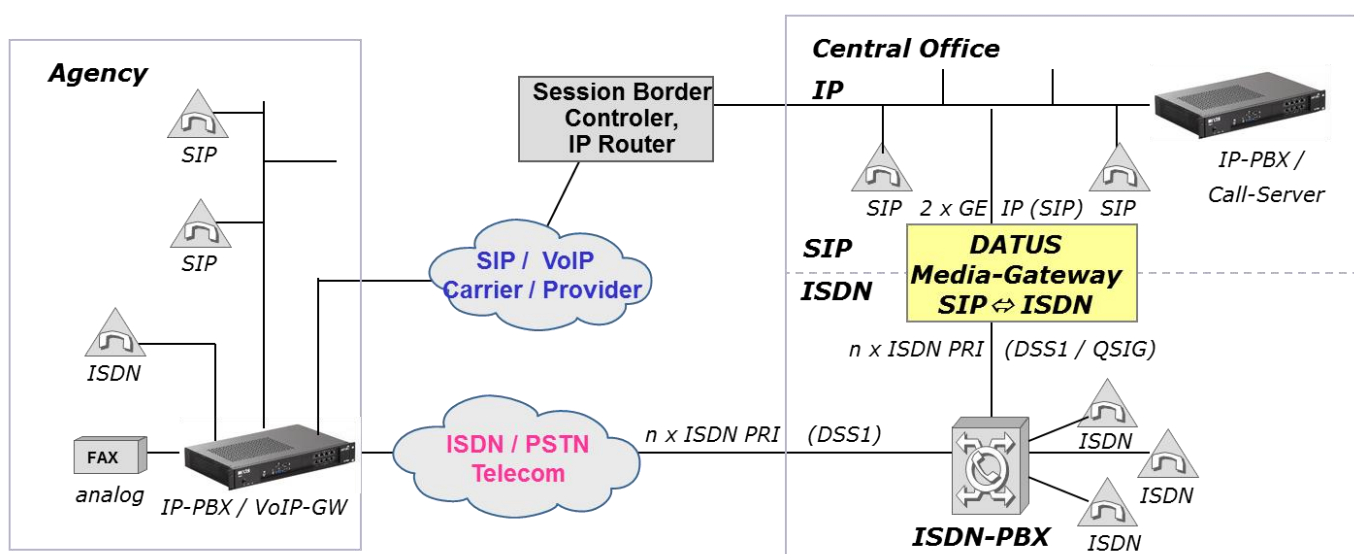 Agency
SIP
SIP
ISDN
FAX
analog
IP-PBX / VoIP-GW
Session Border
Controler,
IP Router
SIP / VoIP
Carrier / Provider
ISDN / PSTN
Telecom
n x ISDN PRI (DSS1)
Central Office
IP
SIP
2 x GE IP (SIP)
SIP
IP-PBX /
Call-Server
SIP
ISDN
DATUS
Media-Gateway
SIP ⇔ ISDN
n x ISDN PRI (DSS1 / QSIG)
ISDN
ISDN
ISDN
ISDN-PBX